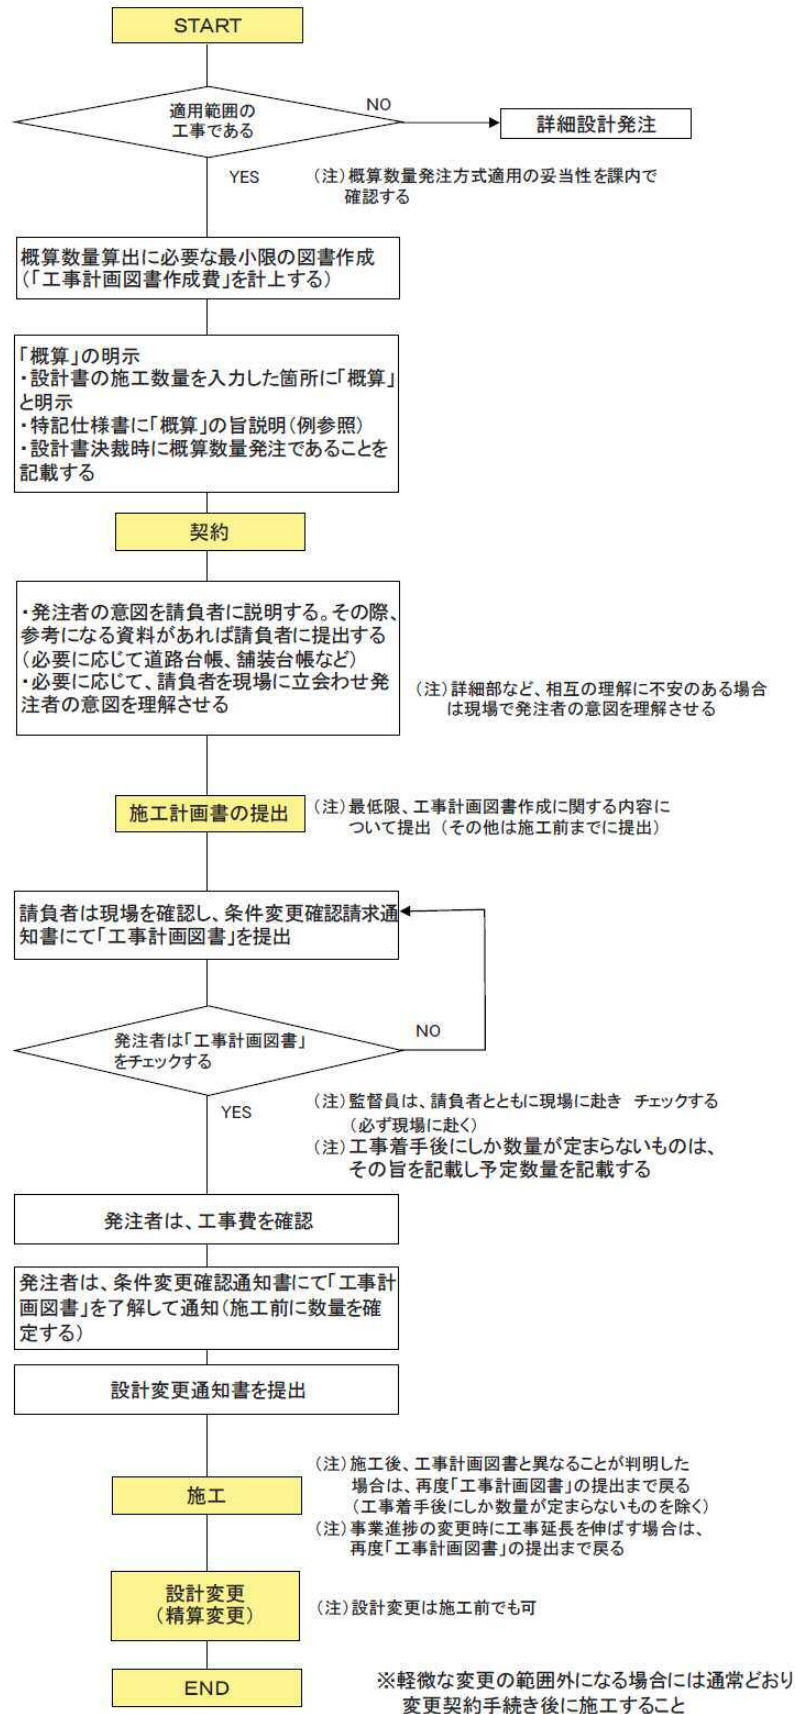 START
適用範囲の
工事である
NO
詳細設計発注
YES
（注）概算数量発注方式適用の妥当性を課内で
確認する
概算数量算出に必要な最小限の図書作成
（「工事計画図書作成費」を計上する）
「概算」の明示
・設計書の施工数量を入力した箇所に「概算」
と明示
・特記仕様書に「概算」の旨説明（例参照）
・設計書決裁時に概算数量発注であることを
記載する
契約
・発注者の意図を請負者に説明する。その際、
参考になる資料があれば請負者に提出する
（必要に応じて道路台帳、舗装台帳など）
・必要に応じて、請負者を現場に立会わせ発
注者の意図を理解させる
（注）詳細部など、相互の理解に不安のある場合
は現場で発注者の意図を理解させる
施工計画書の提出
（注）最低限、工事計画図書作成に関する内容に
ついて提出（その他は施工前までに提出）
請負者は現場を確認し、条件変更確認請求通
知書にて「工事計画図書」を提出
発注者は「工事計画図書」
をチェックする
NO
YES
（注）監督員は、請負者とともに現場に赴き　チェックする
（必ず現場に赴く）
（注）工事着手後にしか数量が定まらないものは、
その旨を記載し予定数量を記載する
発注者は、工事費を確認
発注者は、条件変更確認通知書にて「工事計
画図書」を了解して通知（施工前に数量を確
定する）
設計変更通知書を提出
施工
（注）施工後、工事計画図書と異なることが判明した
場合は、再度「工事計画図書」の提出まで戻る
（工事着手後にしか数量が定まらないものを除く）
（注）事業進捗の変更時に工事延長を伸ばす場合は、
再度「工事計画図書」の提出まで戻る
設計変更
（精算変更）
（注）設計変更は施工前でも可
END
※軽微な変更の範囲外になる場合には通常どおり
変更契約手続き後に施工すること